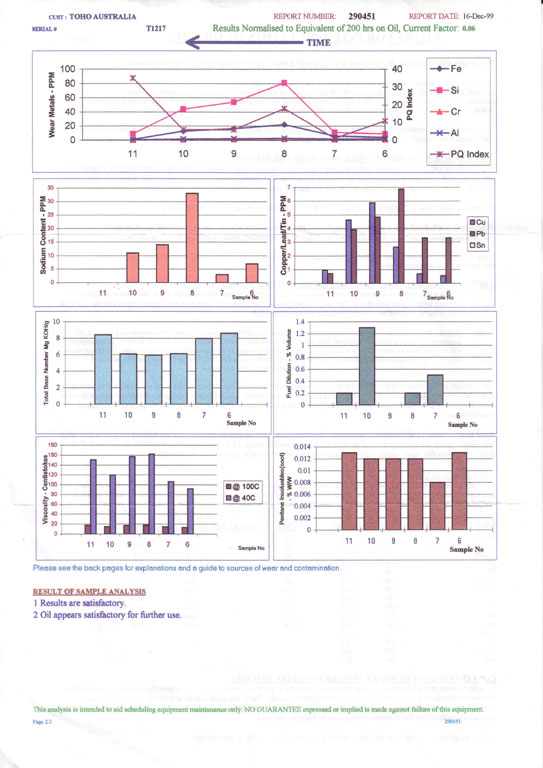 CUST : TOHO AUSTRALIA REPORT NUMBER: 290451 REPORT DATE: 16-Dec-99
SERIAL # T1217 Results Normalised to Equivalent of 200 hrs on Oil, Current Factor: 0.06
TIME
Wear Metals - PPM
100
80
60
40
20
0
11 10 9 8 7 6
40
30
20
10
0
PQ Index
Fe
Si
Cr
Al
PQ Index
Sodium Content - PPM
35
30
25
20
15
10
5
0
11 10 9 8 7 6
Sample No
Copper/Lead/Tin - PPM
7
6
5
4
3
2
1
0
11 10 9 8 7 6
Sample No
Cu
Pb
Sn
Total Base Number Mg KOH/g
10
8
6
4
2
0
11 10 9 8 7 6
Sample No
Fuel Dilution - % Volume
1.4
1.2
1
0.8
0.6
0.4
0.2
0
11 10 9 8 7 6
Sample No
Viscosity - Centistokes
180
160
140
120
100
80
60
40
20
0
11 10 9 8 7 6
Sample No
@ 100C
@ 40C
Pentane Insolubles(soot)
- % W/W
0.014
0.012
0.01
0.008
0.006
0.004
0.002
0
11 10 9 8 7 6
Sample No
Please see the back pages for explanations and a guide to sources of wear and contamination.
RESULT OF SAMPLE ANALYSIS
1 Results are satisfactory.
2 Oil appears satisfactory for further use.
This analysis is intended to aid scheduling equipment maintanance only. NO GUARANTEE expressed or implied is made against failure of this equipment.
Page 2/2 290451